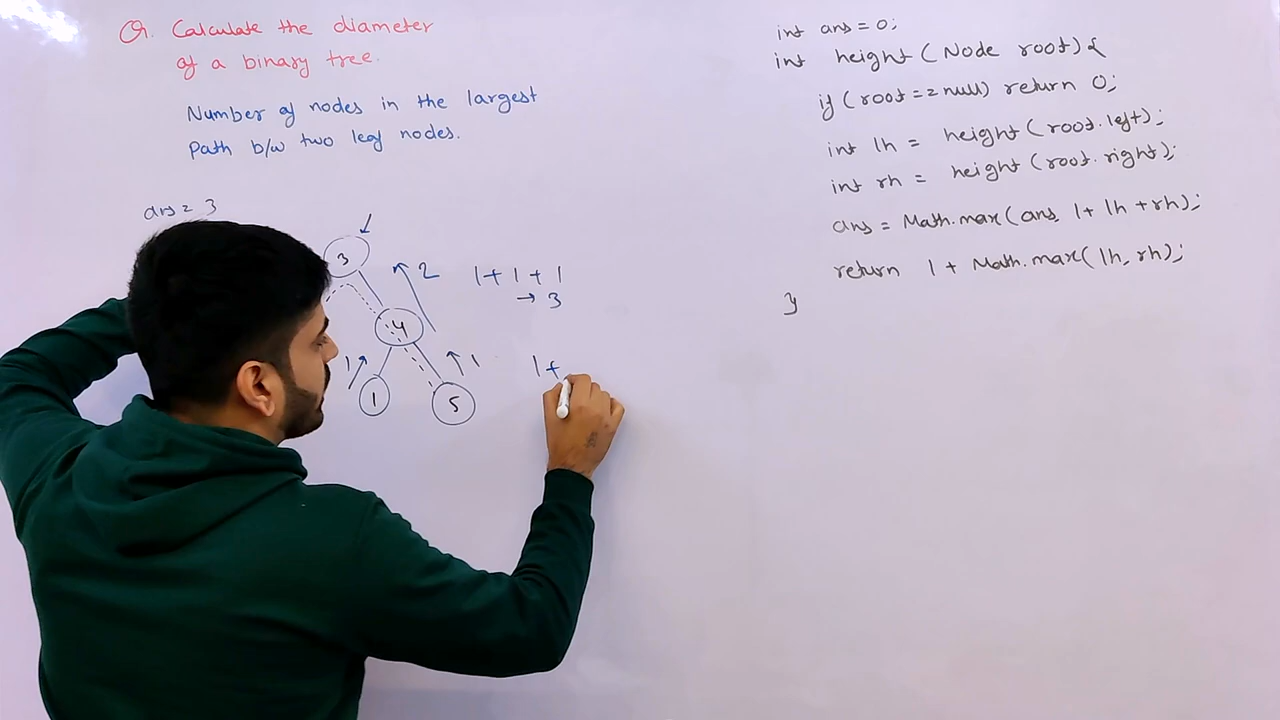 Q. Calculate the diameter
of a binary tree.
Number of nodes in the largest
Path b/w two leaf nodes.
ans = 3
3
2
1 + 1 + 1
→ 3
4
1
1
1
5
1 +
int ans = 0;
int height (Node root) {
if (root == null) return 0;
int lh = height (root.left);
int rh = height (root.right);
ans = Math.max (ans, 1 + lh + rh);
return 1 + Math.max (lh, rh);
}